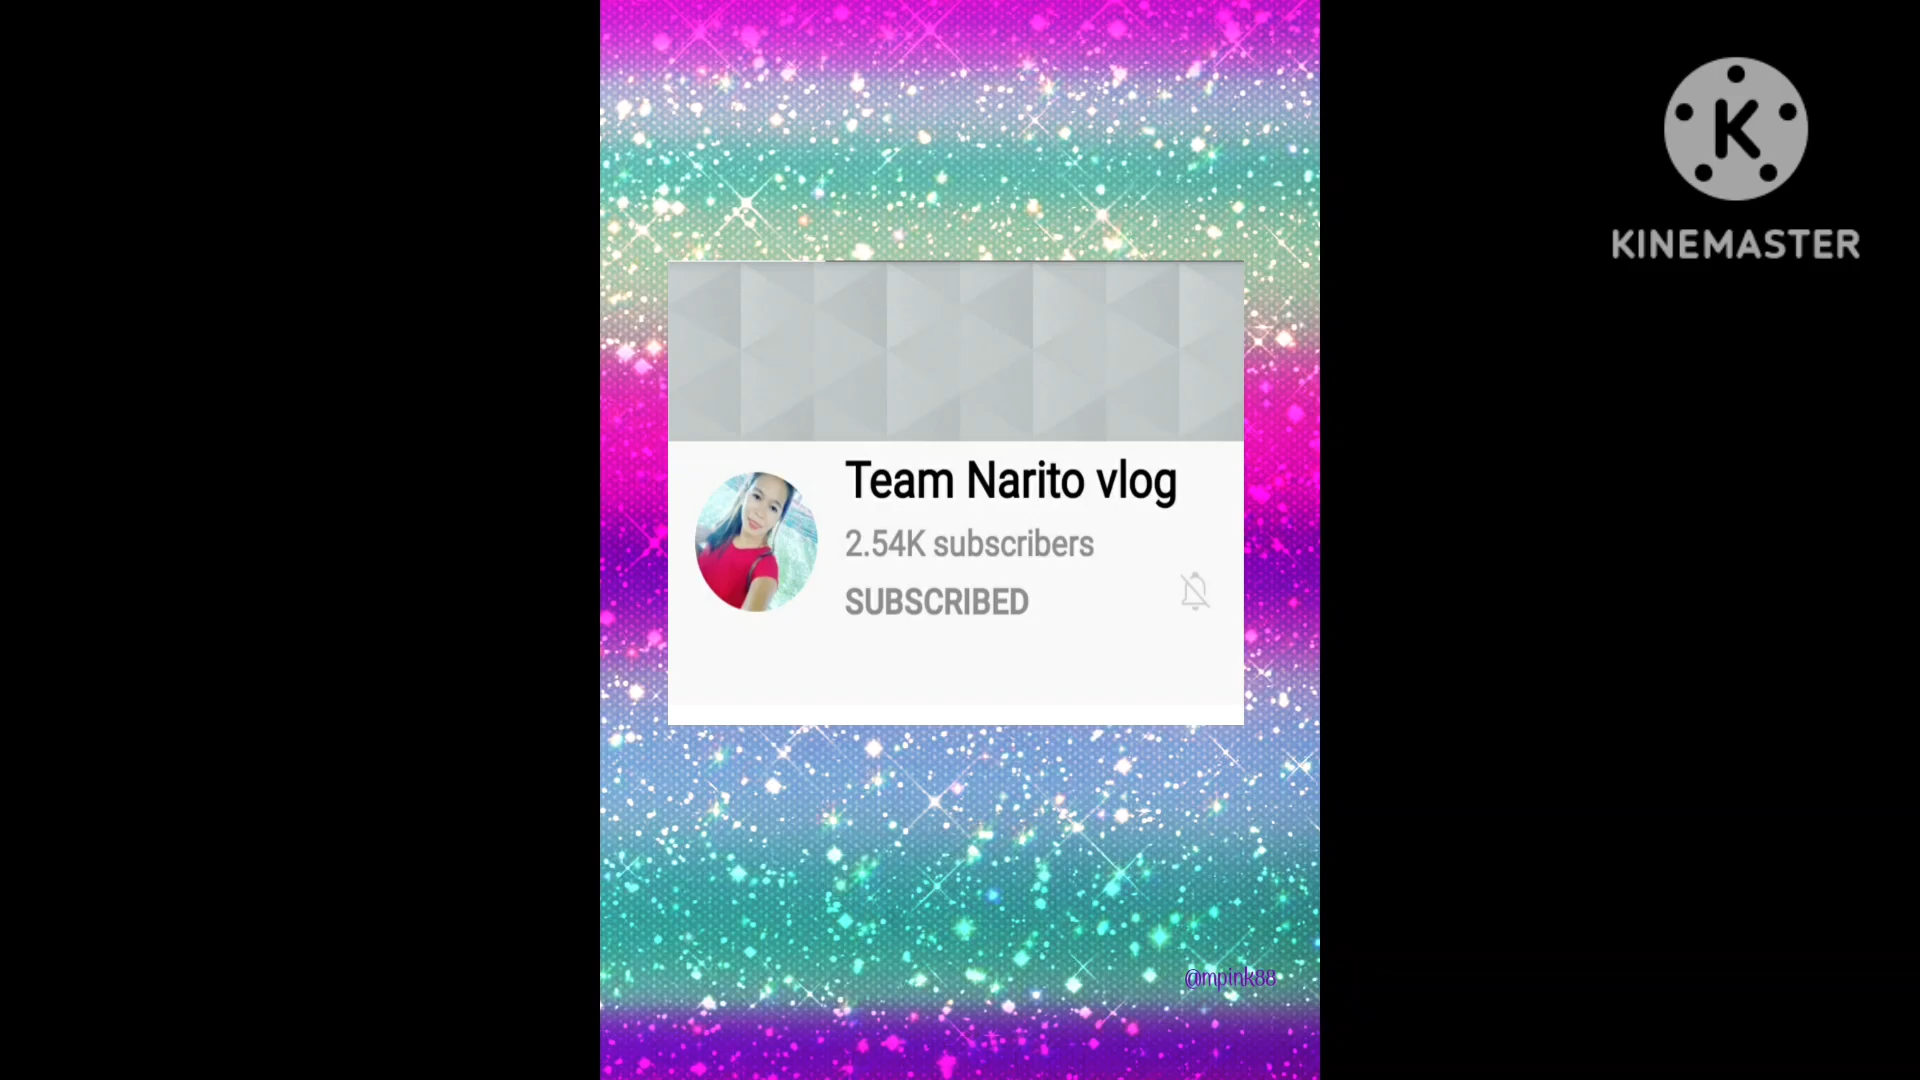 K
KINEMASTER
Team Narito vlog
2.54K subscribers
SUBSCRIBED
@mpink88